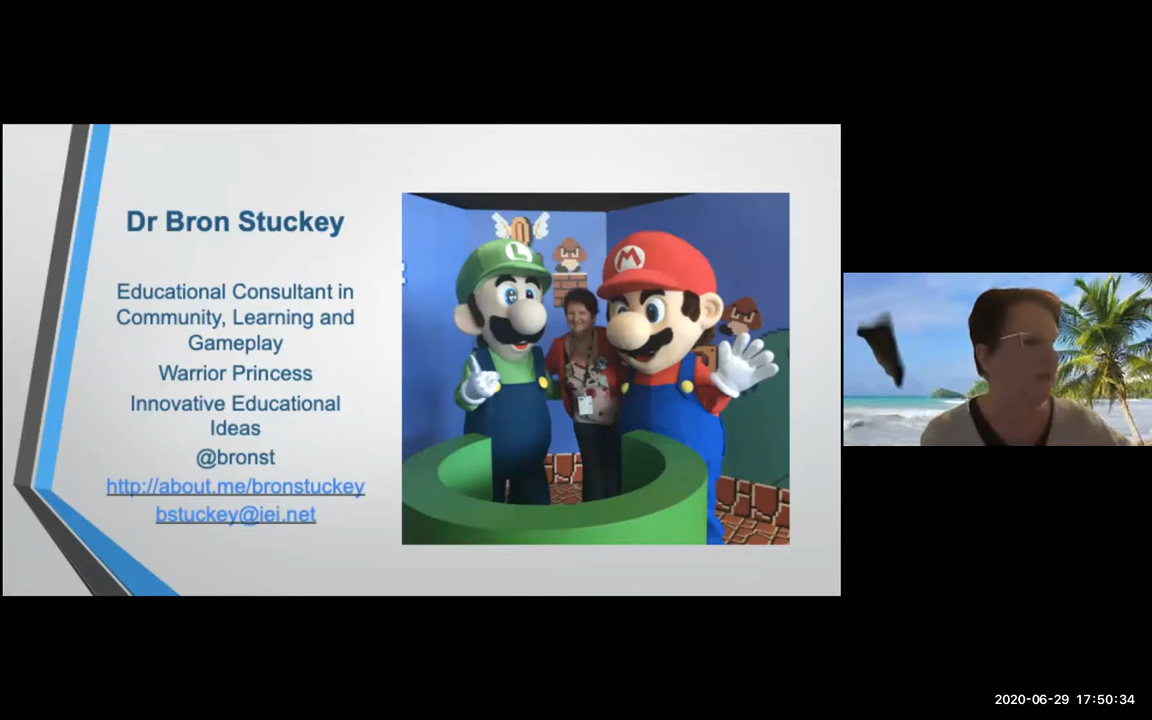 Dr Bron Stuckey
Educational Consultant in
Community, Learning and
Gameplay
Warrior Princess
Innovative Educational
Ideas
@bronst
http://about.me/bronstuckey
bstuckey@iei.net
L
M
2020-06-29 17:50:34